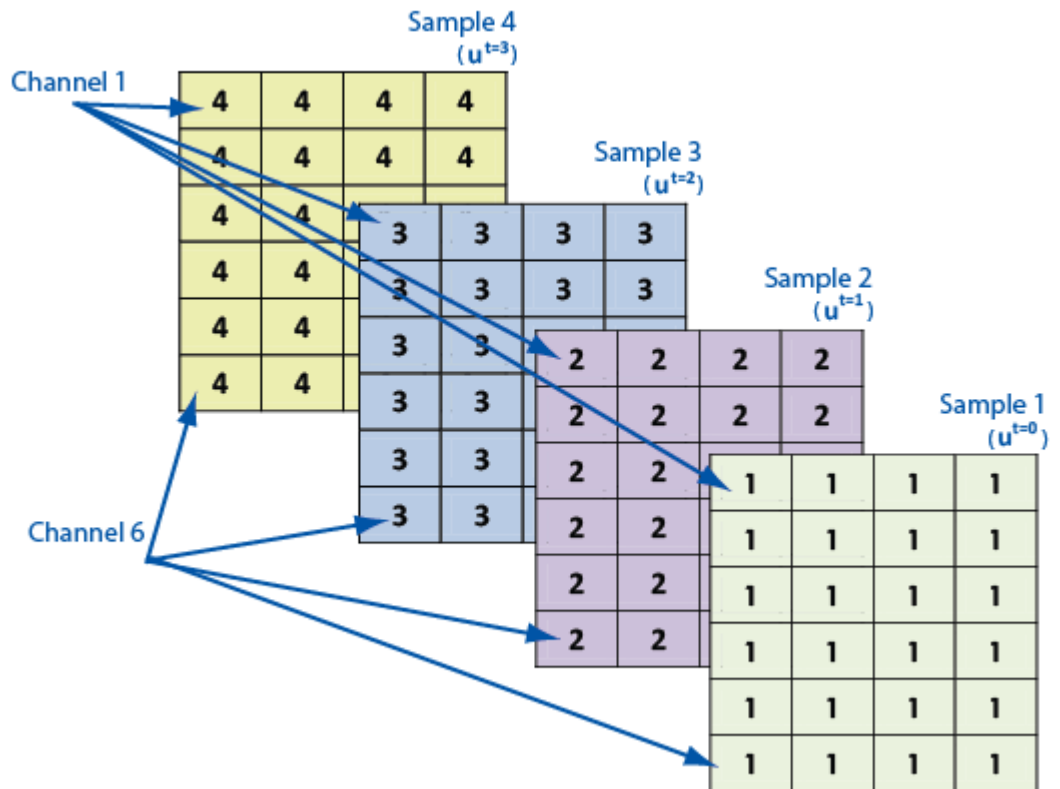 Sample 4
(u^t=3)
Channel 1
4 4 4 4
4 4 4 4
Sample 3
(u^t=2)
4 4
3 3 3 3
4 4
3 3 3 3
Sample 2
(u^t=1)
4 4
3 3
2 2 2 2
4 4
3 3
2 2 2 2
Sample 1
(u^t=0)
3 3
2 2
1 1 1 1
3 3
Channel 6
2 2
1 1 1 1
2 2
1 1 1 1
2 2
1 1 1 1
1 1 1 1
1 1 1 1